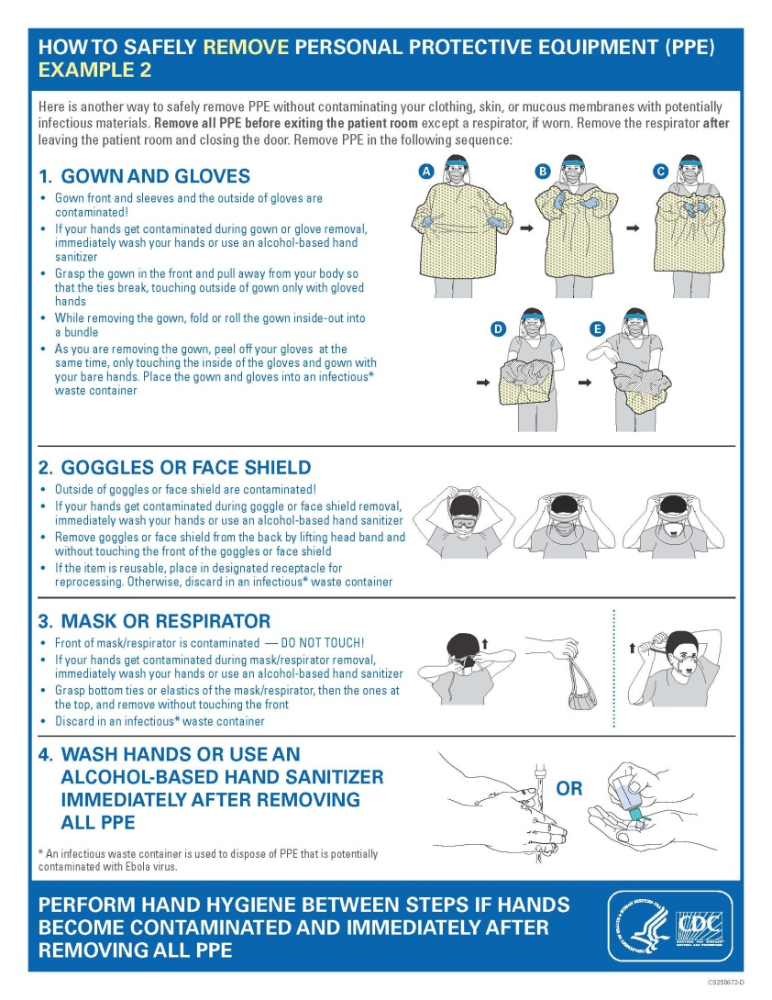 HOW TO SAFELY REMOVE PERSONAL PROTECTIVE EQUIPMENT (PPE)
EXAMPLE 2
Here is another way to safely remove PPE without contaminating your clothing, skin, or mucous membranes with potentially
infectious materials. Remove all PPE before exiting the patient room except a respirator, if worn. Remove the respirator after
leaving the patient room and closing the door. Remove PPE in the following sequence:
1. GOWN AND GLOVES
• Gown front and sleeves and the outside of gloves are
contaminated!
• If your hands get contaminated during gown or glove removal,
immediately wash your hands or use an alcohol-based hand
sanitizer
• Grasp the gown in the front and pull away from your body so
that the ties break, touching outside of gown only with gloved
hands
• While removing the gown, fold or roll the gown inside-out into
a bundle
• As you are removing the gown, peel off your gloves at the
same time, only touching the inside of the gloves and gown with
your bare hands. Place the gown and gloves into an infectious*
waste container
A
B
C
D
E
2. GOGGLES OR FACE SHIELD
• Outside of goggles or face shield are contaminated!
• If your hands get contaminated during goggle or face shield removal,
immediately wash your hands or use an alcohol-based hand sanitizer
• Remove goggles or face shield from the back by lifting head band and
without touching the front of the goggles or face shield
• If the item is reusable, place in designated receptacle for
reprocessing. Otherwise, discard in an infectious* waste container
3. MASK OR RESPIRATOR
• Front of mask/respirator is contaminated — DO NOT TOUCH!
• If your hands get contaminated during mask/respirator removal,
immediately wash your hands or use an alcohol-based hand sanitizer
• Grasp bottom ties or elastics of the mask/respirator, then the ones at
the top, and remove without touching the front
• Discard in an infectious* waste container
4. WASH HANDS OR USE AN
ALCOHOL-BASED HAND SANITIZER
IMMEDIATELY AFTER REMOVING
ALL PPE
OR
* An infectious waste container is used to dispose of PPE that is potentially
contaminated with Ebola virus.
PERFORM HAND HYGIENE BETWEEN STEPS IF HANDS
BECOME CONTAMINATED AND IMMEDIATELY AFTER
REMOVING ALL PPE
CDC
CS250672-D